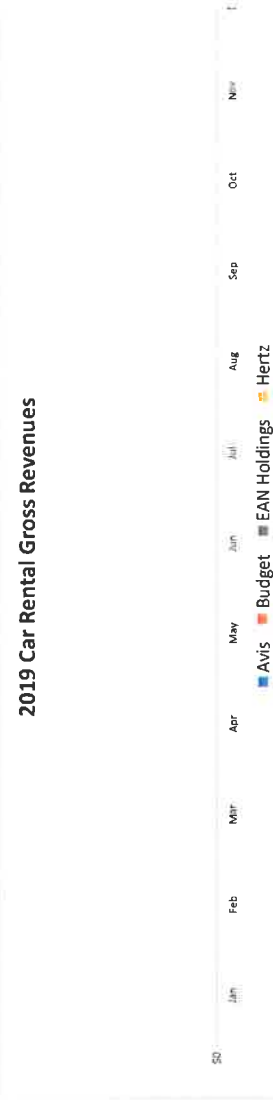 2019 Car Rental Gross Revenues
$0
Jan Feb Mar Apr May Jun Jul Aug Sep Oct Nov
Avis Budget EAN Holdings Hertz